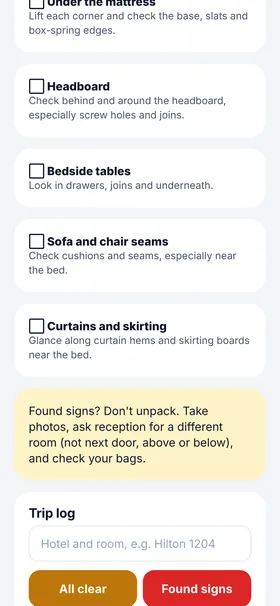 Under the mattress
Lift each corner and check the base, slats and
box-spring edges.
Headboard
Check behind and around the headboard,
especially screw holes and joins.
Bedside tables
Look in drawers, joins and underneath.
Sofa and chair seams
Check cushions and seams, especially near
the bed.
Curtains and skirting
Glance along curtain hems and skirting boards
near the bed.
Found signs? Don't unpack. Take
photos, ask reception for a different
room (not next door, above or below),
and check your bags.
Trip log
Hotel and room, e.g. Hilton 1204
All clear
Found signs